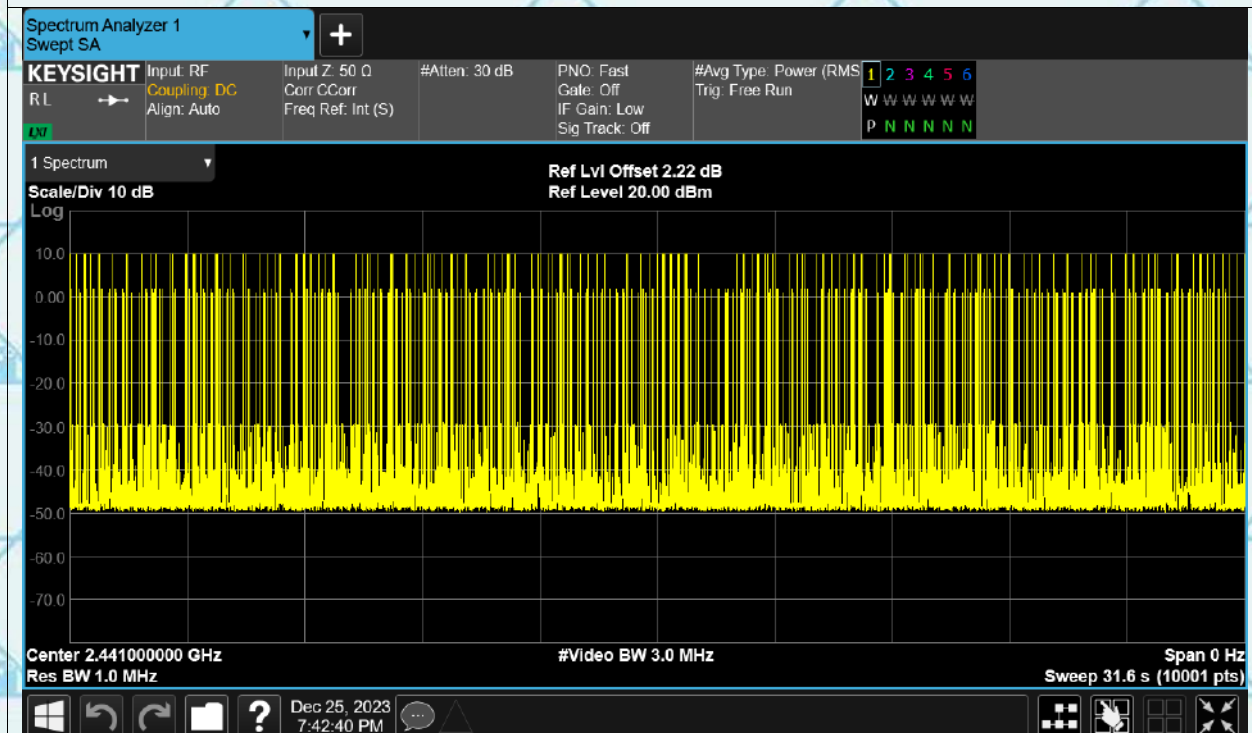 Spectrum Analyzer 1
Swept SA
+
KEYSIGHT
RL
LXI
Input: RF
Coupling: DC
Align: Auto
Input Z: 50 Ω
Corr CCorr
Freq Ref: Int (S)
#Atten: 30 dB
PNO: Fast
Gate: Off
IF Gain: Low
Sig Track: Off
#Avg Type: Power (RMS
Trig: Free Run
1 2 3 4 5 6
W W W W W W
P N N N N N
1 Spectrum
Scale/Div 10 dB
Log
Ref Lvl Offset 2.22 dB
Ref Level 20.00 dBm
10.0
0.00
-10.0
-20.0
-30.0
-40.0
-50.0
-60.0
-70.0
Center 2.441000000 GHz
Res BW 1.0 MHz
#Video BW 3.0 MHz
Span 0 Hz
Sweep 31.6 s (10001 pts)
?
Dec 25, 2023
7:42:40 PM